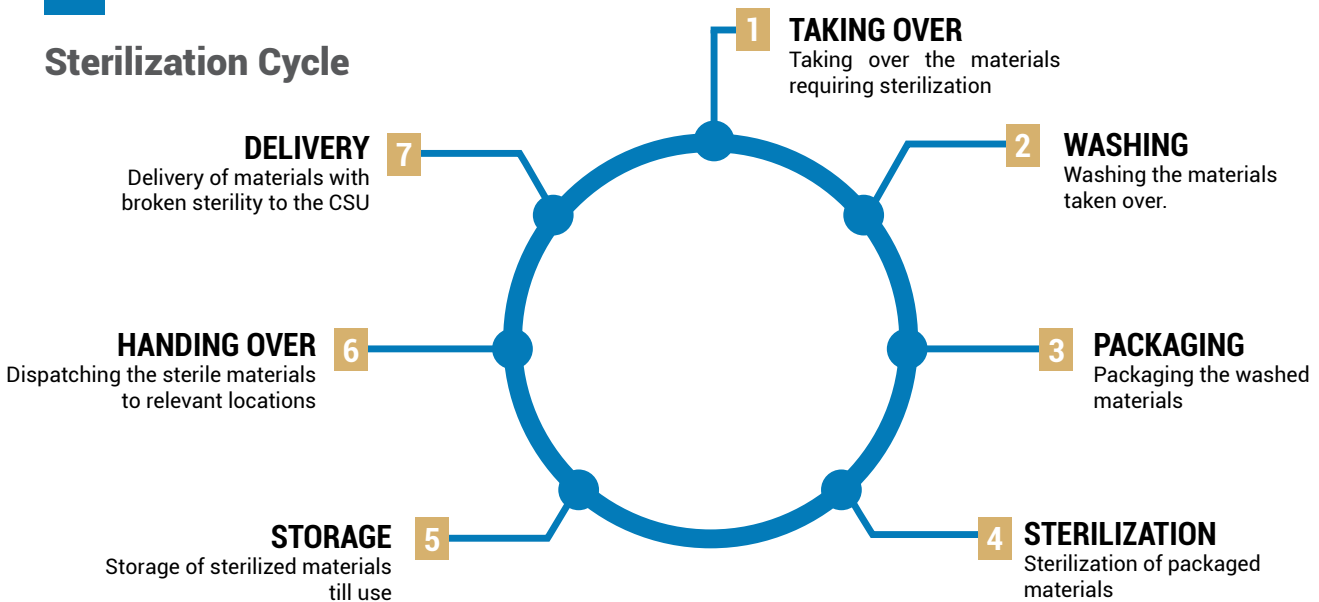 Sterilization Cycle
1
TAKING OVER
Taking over the materials
requiring sterilization
2
WASHING
Washing the materials
taken over.
3
PACKAGING
Packaging the washed
materials
4
STERILIZATION
Sterilization of packaged
materials
5
STORAGE
Storage of sterilized materials
till use
6
HANDING OVER
Dispatching the sterile materials
to relevant locations
7
DELIVERY
Delivery of materials with
broken sterility to the CSU